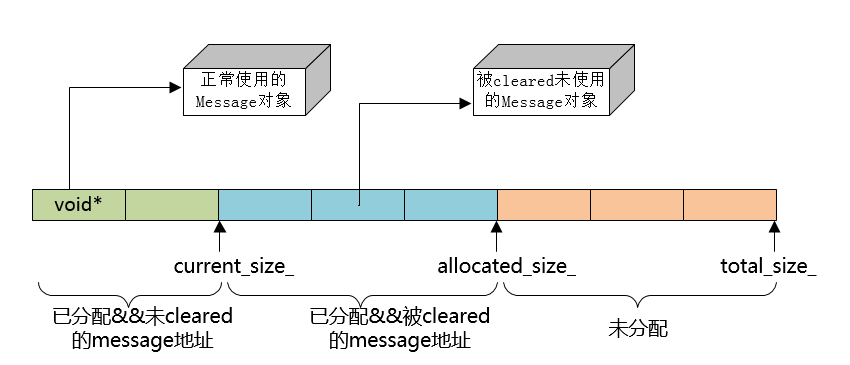 正常使用的
Message对象
被cleared未使用
的Message对象
void*
current_size_
allocated_size_
total_size_
已分配&&未cleared
的message地址
已分配&&被cleared
的message地址
未分配